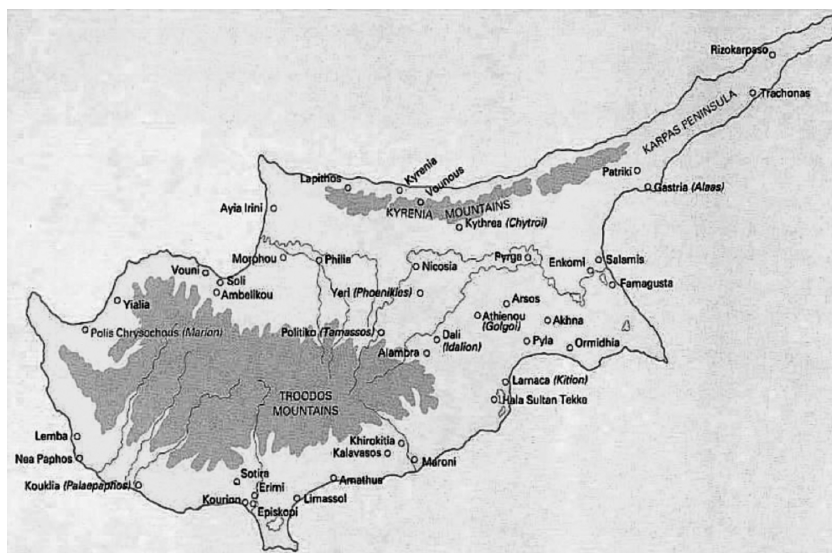 Rizokarpaso
Trachonas
KARPAS PENINSULA
Patriki
Gastria (Alaas)
Lapithos
Kyrenia
Vounous
KYRENIA MOUNTAINS
Ayia Irini
Kythrea (Chytroi)
Morphou
Philia
Nicosia
Pyrga
Enkomi
Salamis
Famagusta
Vouni
Soli
Ambelikou
Yeri (Phoenikies)
Yialia
Arsos
Athienou
(Golgoi)
Akhna
Polis Chrysochous (Marion)
Politiko (Tamassos)
Dali
(Idalion)
Pyla
Ormidhia
Alambra
TROODOS
MOUNTAINS
Larnaca (Kition)
Hala Sultan Tekke
Lemba
Nea Paphos
Khirokitia
Kalavasos
Maroni
Kouklia (Palaepaphos)
Sotira
Erimi
Amathus
Kourion
Episkopi
Limassol